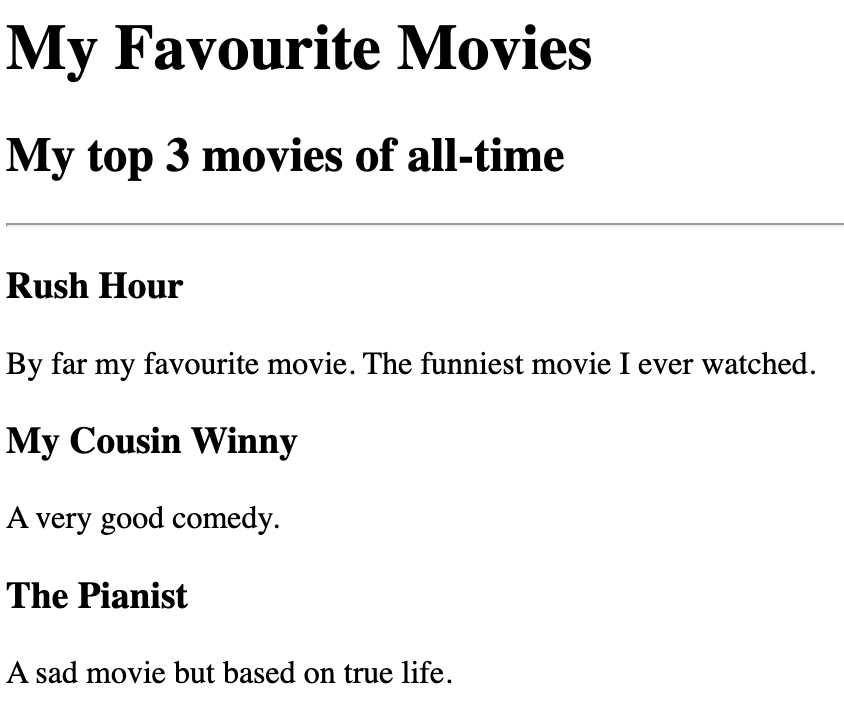 My Favourite Movies
My top 3 movies of all-time
Rush Hour
By far my favourite movie. The funniest movie I ever watched.
My Cousin Winny
A very good comedy.
The Pianist
A sad movie but based on true life.